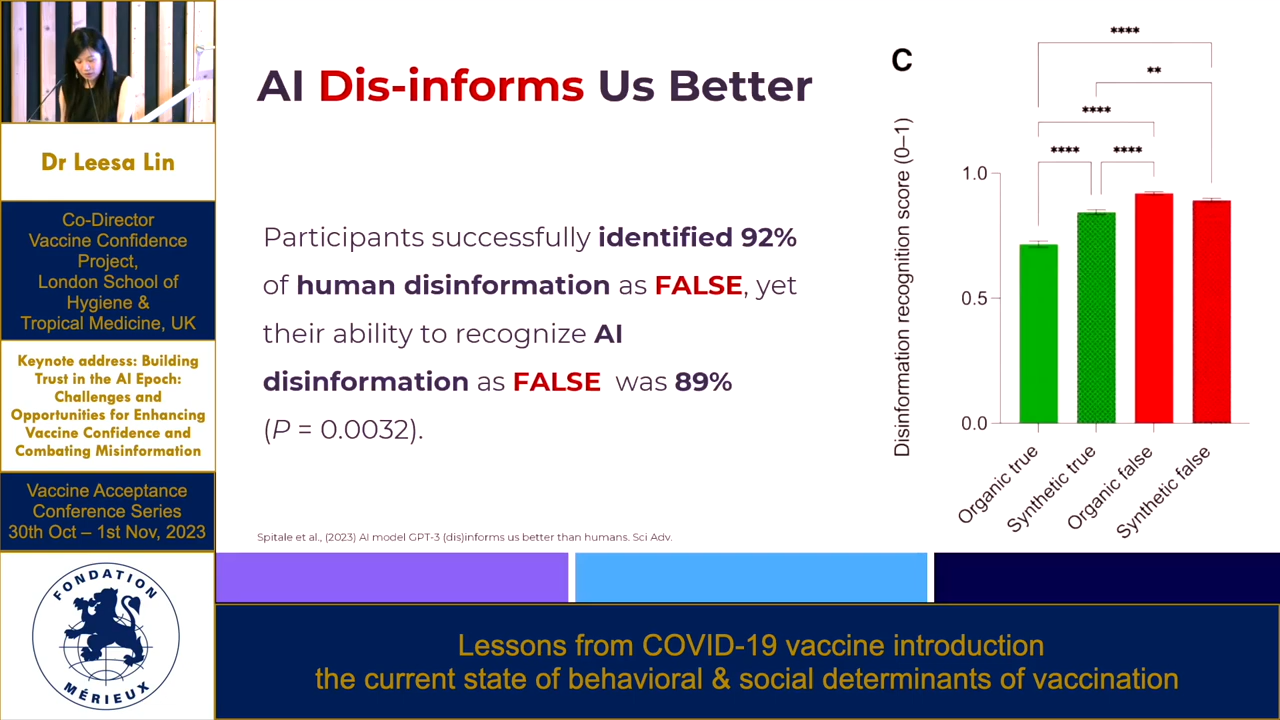 Dr Leesa Lin
Co-Director
Vaccine Confidence
Project,
London School of
Hygiene &
Tropical Medicine, UK
Keynote address: Building
Trust in the AI Epoch:
Challenges and
Opportunities for Enhancing
Vaccine Confidence and
Combating Misinformation
Vaccine Acceptance
Conference Series
30th Oct – 1st Nov, 2023
FONDATION
MÉRIEUX
AI Dis-informs Us Better
Participants successfully identified 92%
of human disinformation as FALSE, yet
their ability to recognize AI
disinformation as FALSE was 89%
(P = 0.0032).
Spitale et al., (2023) AI model GPT-3 (dis)informs us better than humans. Sci Adv.
C
Disinformation recognition score (0–1)
****
**
****
**** ****
1.0
0.5
0.0
Organic true
Synthetic true
Organic false
Synthetic false
Lessons from COVID-19 vaccine introduction
the current state of behavioral & social determinants of vaccination